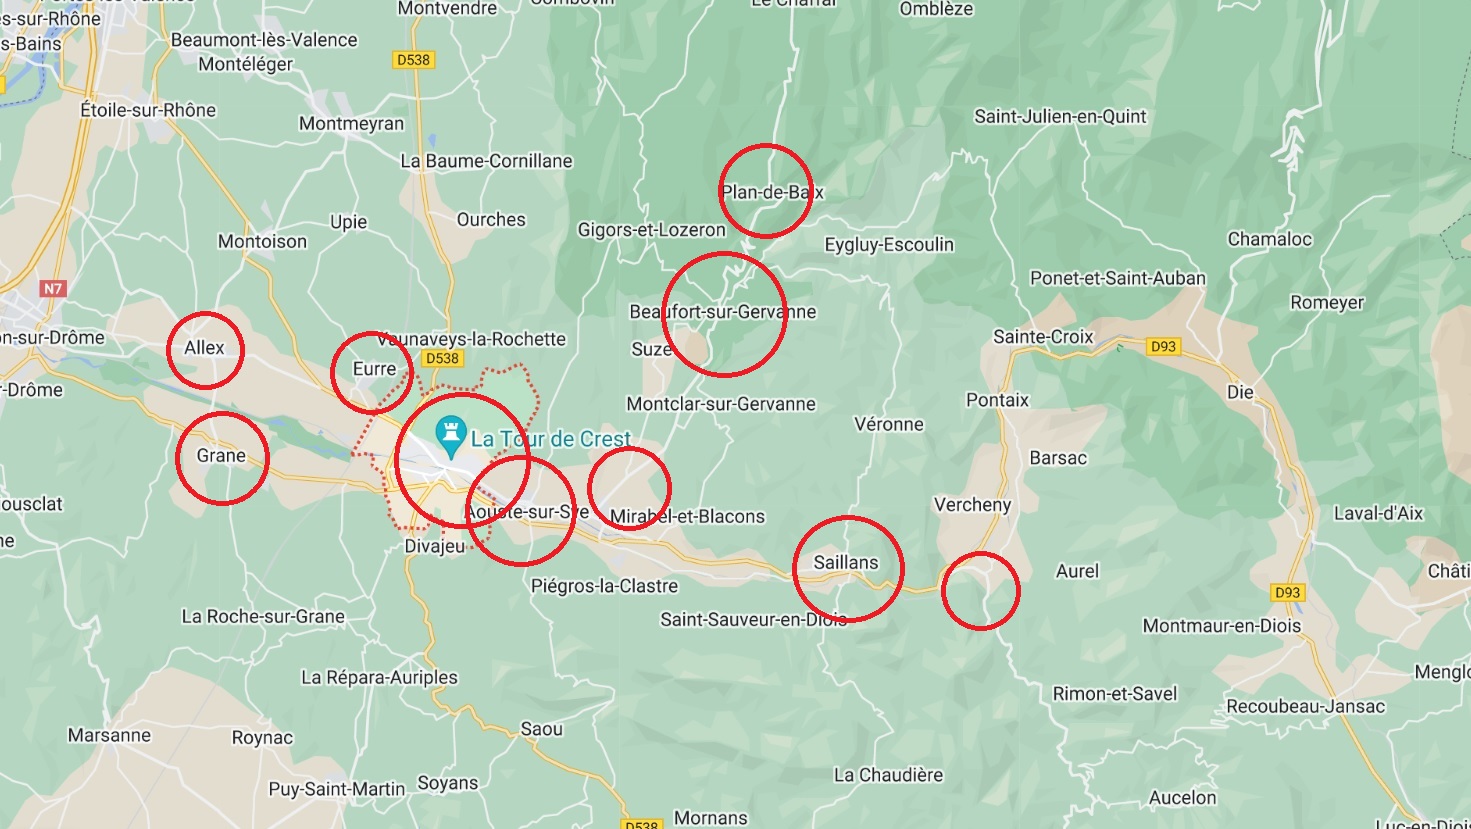 Montvendre
Omblèze
es-sur-Rhône
s-Bains
Beaumont-lès-Valence
Montéléger
D538
Étoile-sur-Rhône
Montmeyran
Saint-Julien-en-Quint
La Baume-Cornillane
Plan-de-Baix
Upie
Ourches
Gigors-et-Lozeron
Montoison
Eygluy-Escoulin
Chamaloc
Ponet-et-Saint-Auban
N7
Romeyer
Beaufort-sur-Gervanne
on-sur-Drôme
Allex
Vaunaveys-la-Rochette
Suze
Sainte-Croix
D93
D538
Eurre
r-Drôme
Die
Montclar-sur-Gervanne
Pontaix
Véronne
La Tour de Crest
Grane
Barsac
ousclat
Aouste-sur-Sye
Mirabel-et-Blacons
Vercheny
Laval-d'Aix
ne
Divajeu
Saillans
Aurel
Châti
Piégros-la-Clastre
D93
La Roche-sur-Grane
Saint-Sauveur-en-Diois
Montmaur-en-Diois
La Répara-Auriples
Menglo
Rimon-et-Savel
Recoubeau-Jansac
Marsanne
Roynac
Saou
La Chaudière
Puy-Saint-Martin
Soyans
Aucelon
Mornans
D538